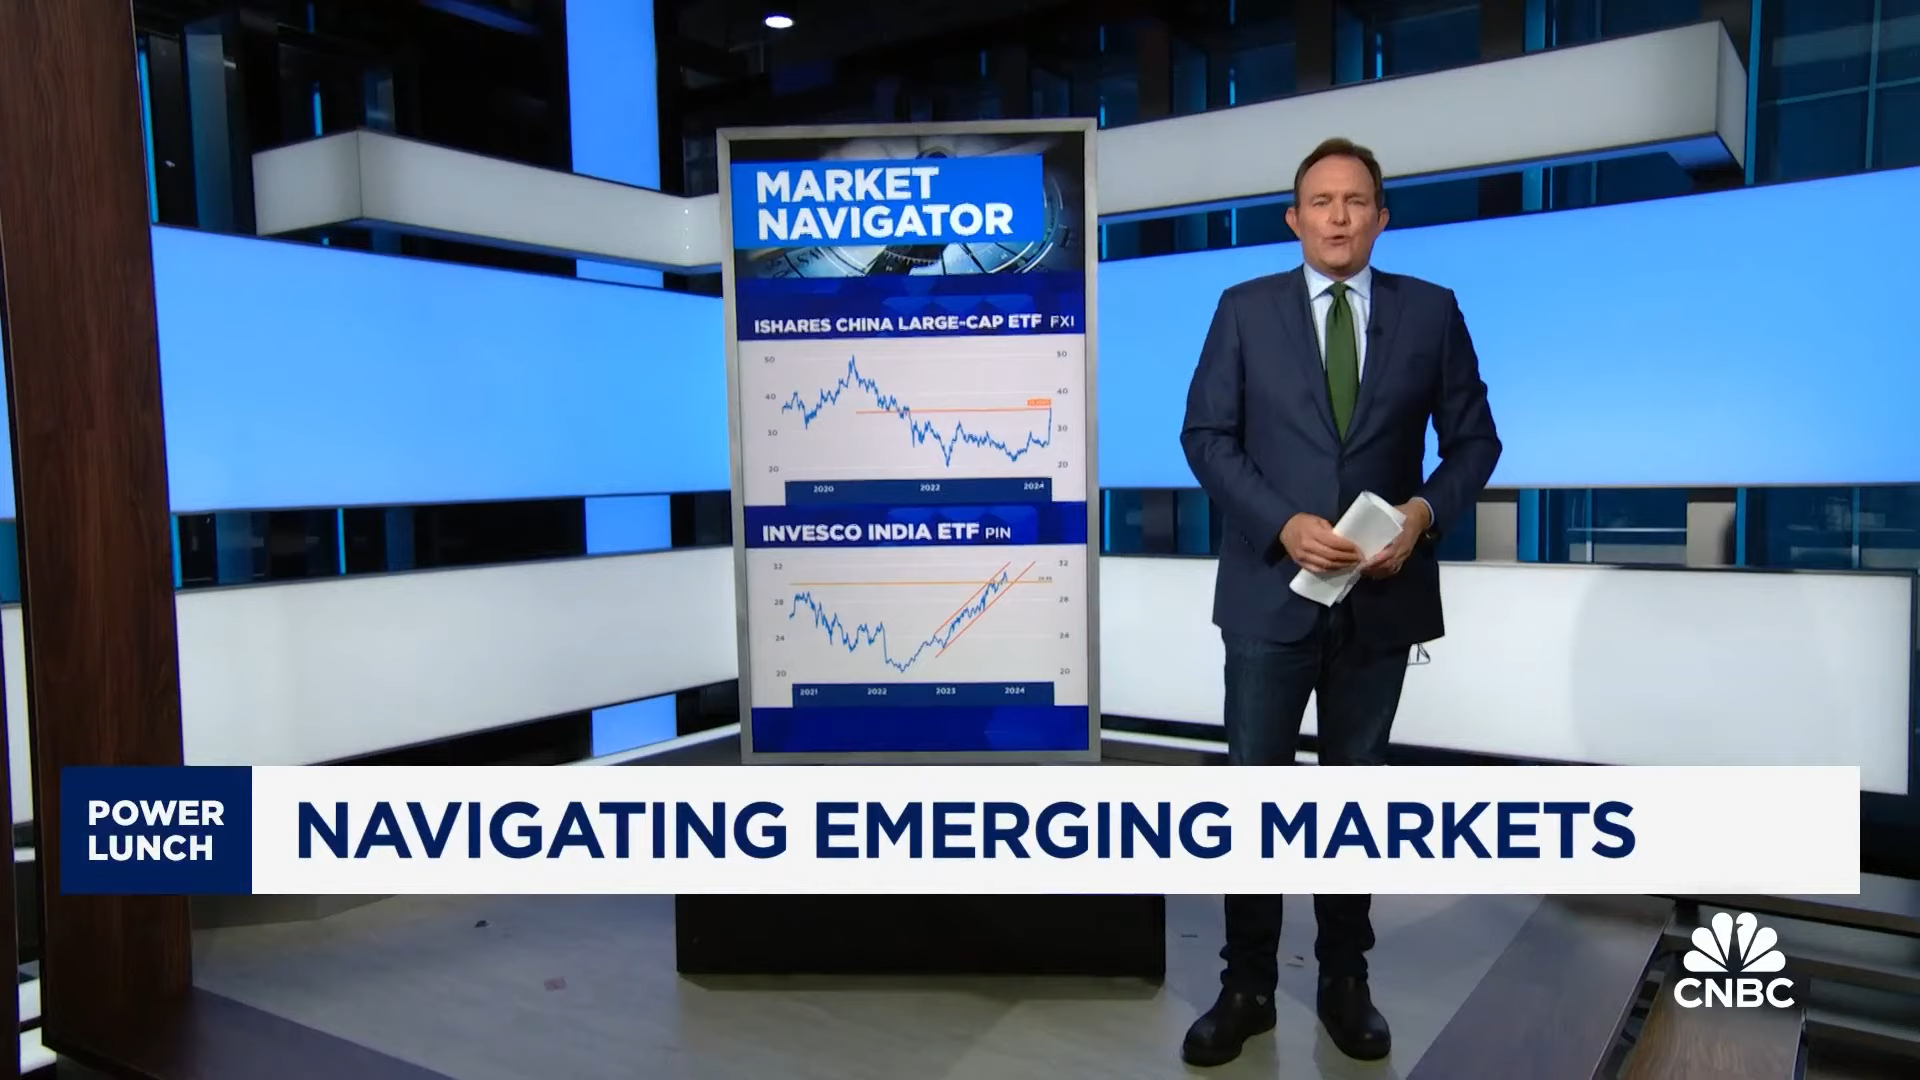 MARKET
NAVIGATOR
ISHARES CHINA LARGE-CAP ETF FXI
50 50
40 40
30 30
20 20
2020 2022 2024
INVESCO INDIA ETF PIN
32 32
28 28
24 24
20 20
2021 2022 2023 2024
POWER
LUNCH
NAVIGATING EMERGING MARKETS
CNBC